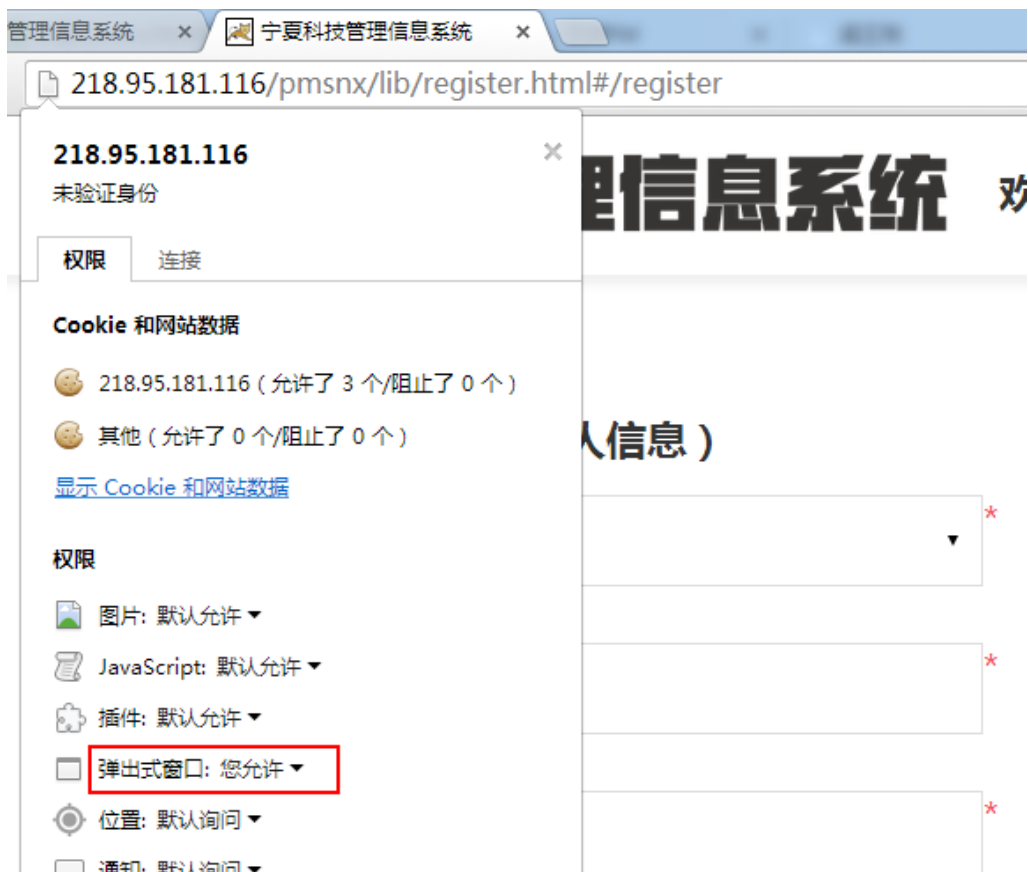 管理信息系统 × 宁夏科技管理信息系统 ×
218.95.181.116/pmsnx/lib/register.html#/register
218.95.181.116 ×
未验证身份
理信息系统 欢
权限 连接
Cookie 和网站数据
218.95.181.116 ( 允许了 3 个/阻止了 0 个 )
其他 ( 允许了 0 个/阻止了 0 个 )
人信息 )
显示 Cookie 和网站数据
*
权限
图片: 默认允许
JavaScript: 默认允许
*
插件: 默认允许
弹出式窗口: 您允许
位置: 默认询问
*
通知: 默认询问